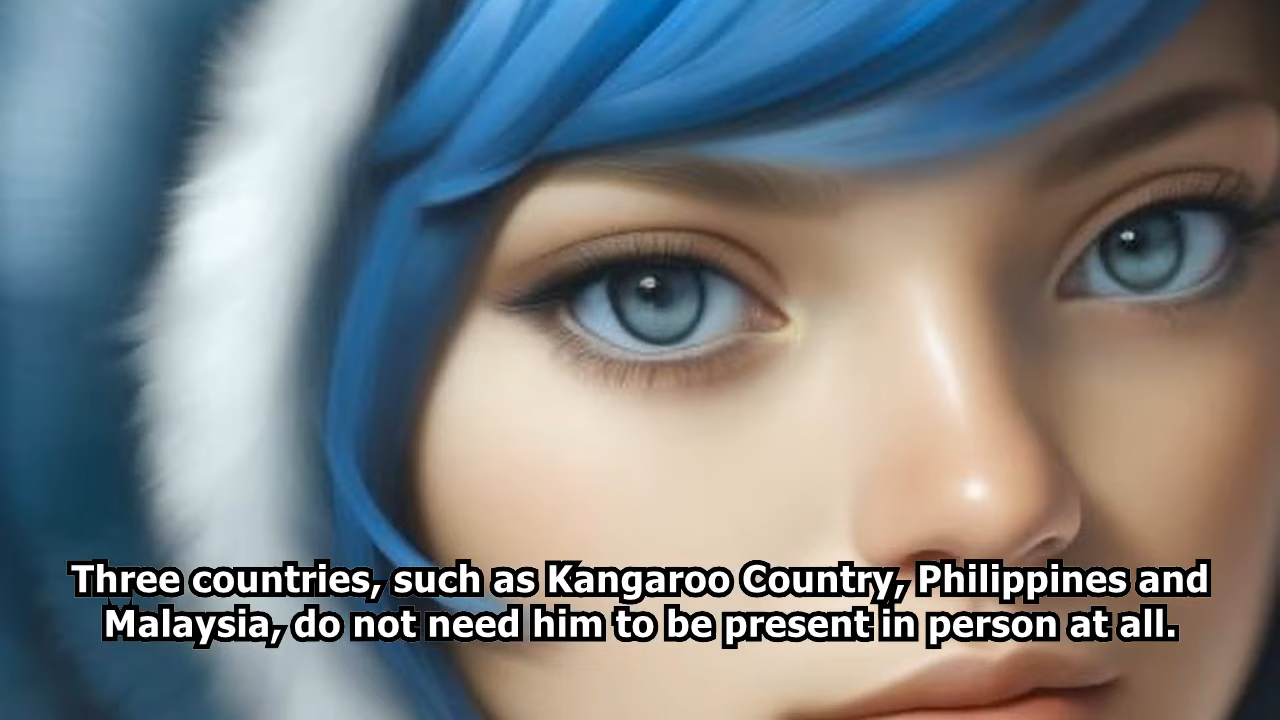 Three countries, such as Kangaroo Country, Philippines and
Malaysia, do not need him to be present in person at all.